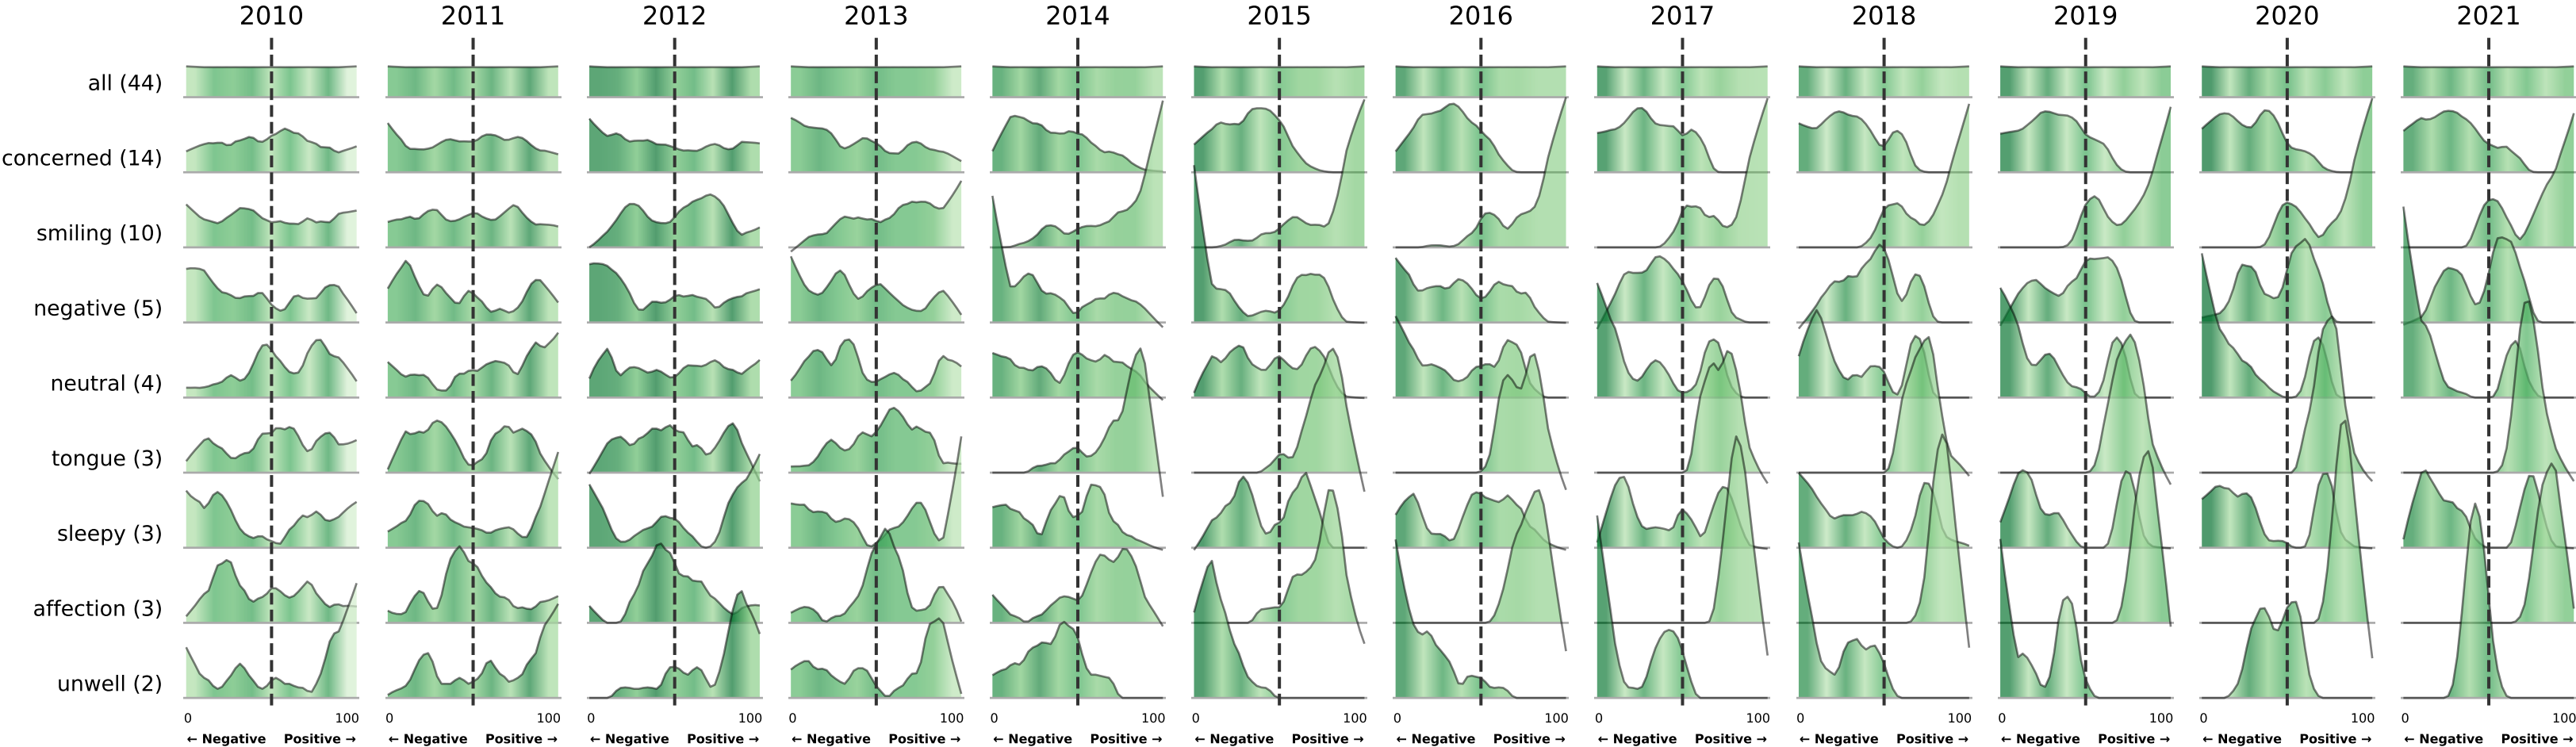 2010 2011 2012 2013 2014 2015 2016 2017 2018 2019 2020 2021
all (44)
concerned (14)
smiling (10)
negative (5)
neutral (4)
tongue (3)
sleepy (3)
affection (3)
unwell (2)
0 100 0 100 0 100 0 100 0 100 0 100 0 100 0 100 0 100 0 100 0 100 0 100
← Negative Positive → ← Negative Positive → ← Negative Positive → ← Negative Positive → ← Negative Positive → ← Negative Positive → ← Negative Positive → ← Negative Positive → ← Negative Positive → ← Negative Positive → ← Negative Positive → ← Negative Positive →